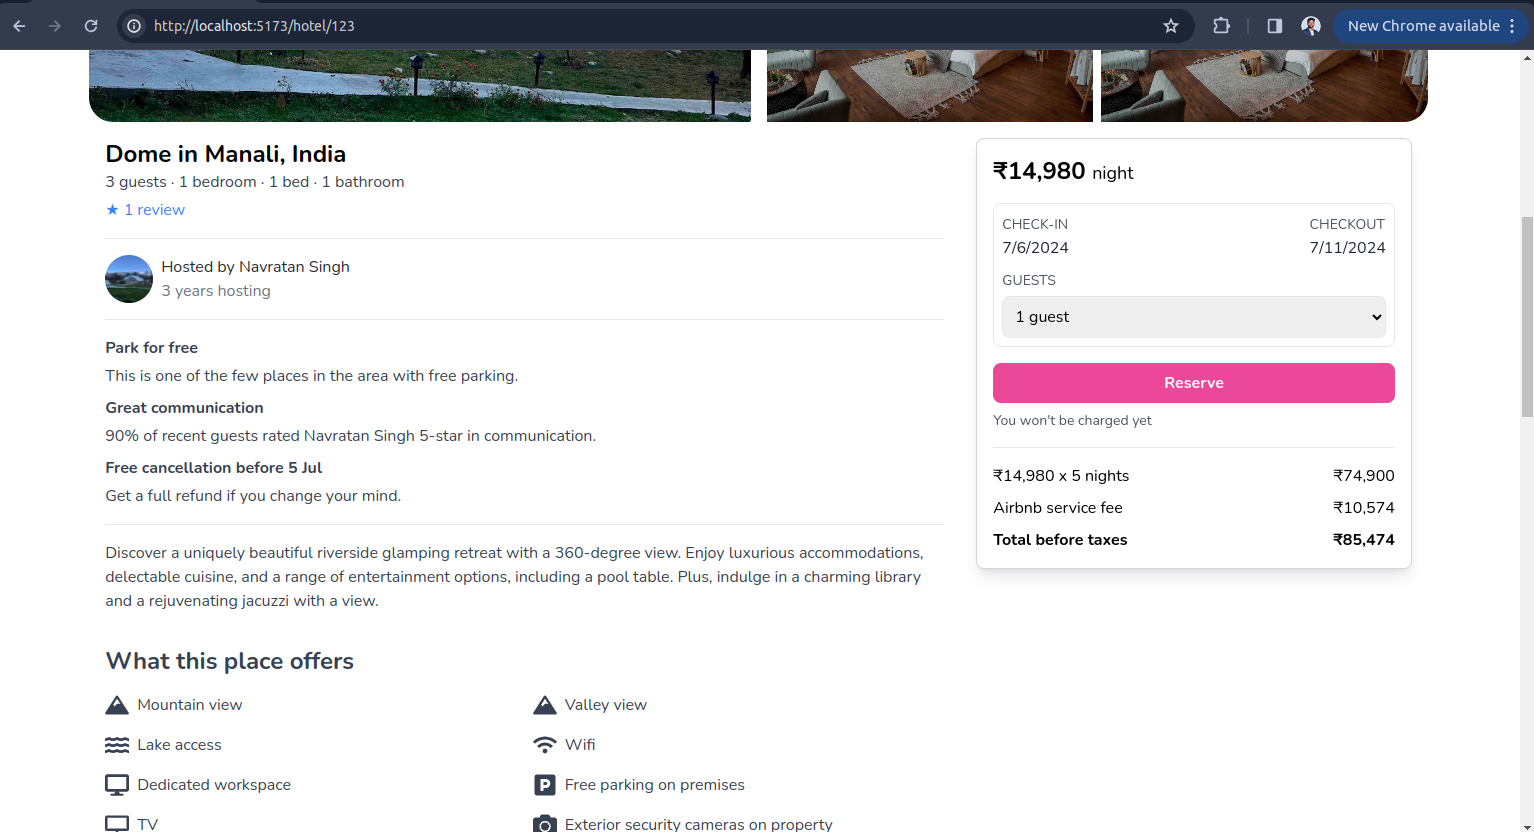 http://localhost:5173/hotel/123
New Chrome available
Dome in Manali, India
3 guests · 1 bedroom · 1 bed · 1 bathroom
★ 1 review
Hosted by Navratan Singh
3 years hosting
Park for free
This is one of the few places in the area with free parking.
Great communication
90% of recent guests rated Navratan Singh 5-star in communication.
Free cancellation before 5 Jul
Get a full refund if you change your mind.
Discover a uniquely beautiful riverside glamping retreat with a 360-degree view. Enjoy luxurious accommodations,
delectable cuisine, and a range of entertainment options, including a pool table. Plus, indulge in a charming library
and a rejuvenating jacuzzi with a view.
What this place offers
Mountain view
Valley view
Lake access
Wifi
Dedicated workspace
P Free parking on premises
TV
Exterior security cameras on property
₹14,980 night
CHECK-IN CHECKOUT
7/6/2024 7/11/2024
GUESTS
1 guest
Reserve
You won't be charged yet
₹14,980 x 5 nights ₹74,900
Airbnb service fee ₹10,574
Total before taxes ₹85,474